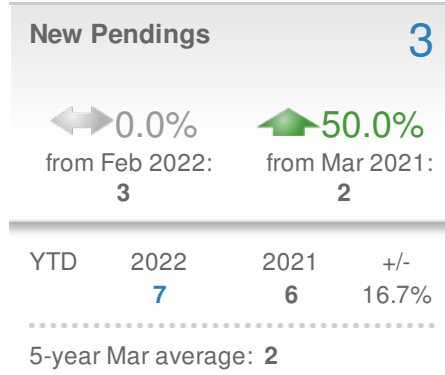 New Pendings 3
0.0% 50.0%
from Feb 2022: from Mar 2021:
3 2
YTD 2022 2021 +/-
7 6 16.7%
5-year Mar average: 2